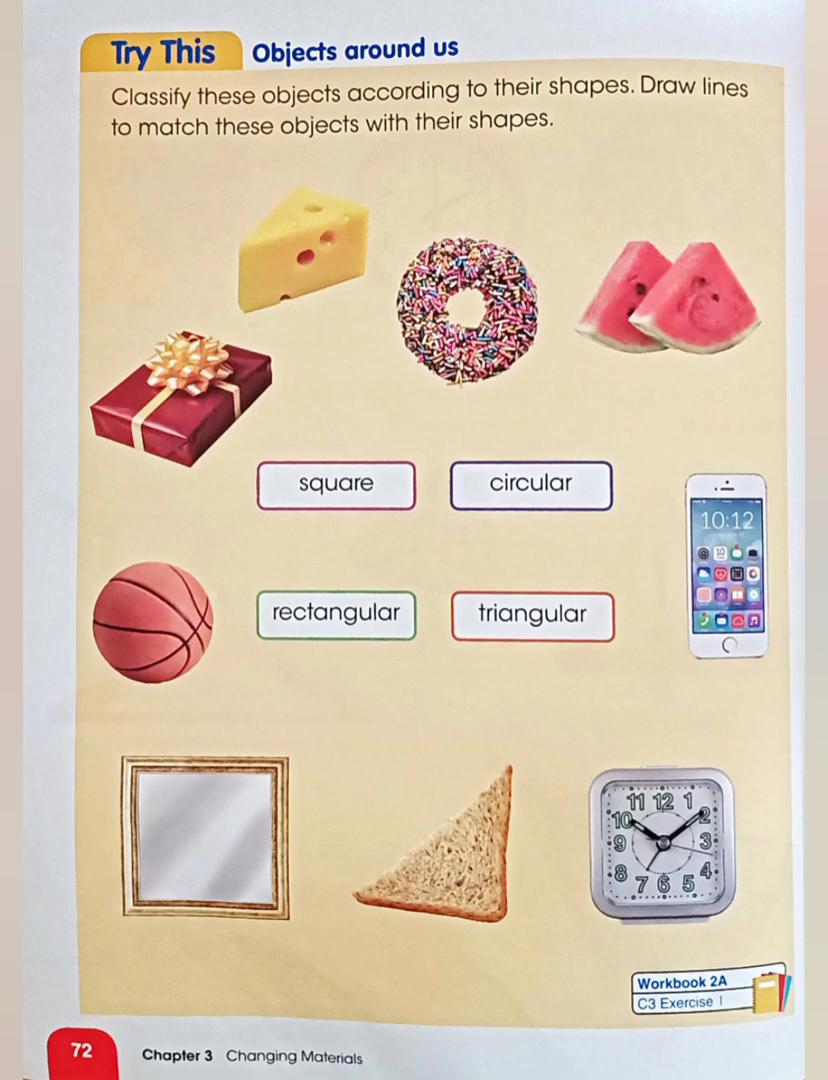 Try This Objects around us
Classify these objects according to their shapes. Draw lines
to match these objects with their shapes.
square
circular
10:12
10
rectangular
triangular
11 12 1
10 2
9 3
8 4
7 6 5
Workbook 2A
C3 Exercise 1
72 Chapter 3 Changing Materials